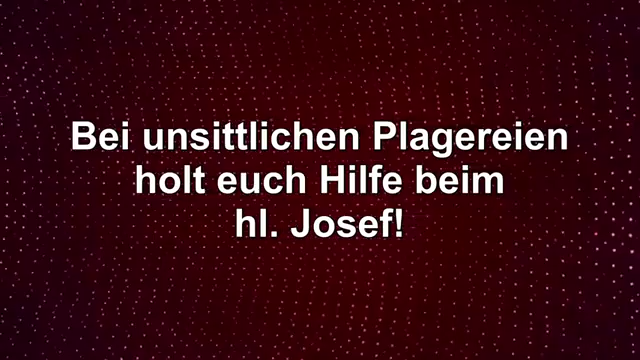 Bei unsittlichen Plagereien
holt euch Hilfe beim
hl. Josef!